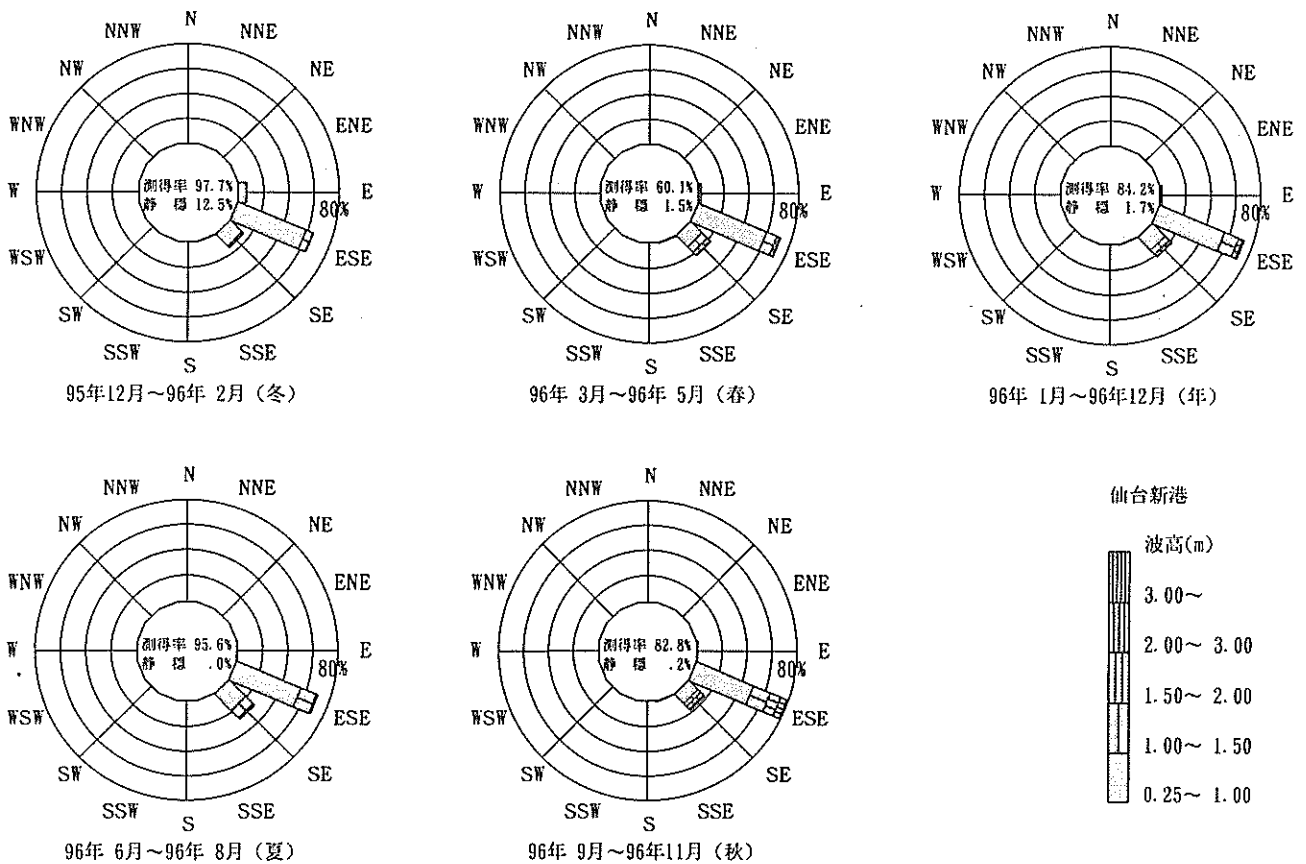 N
NNW NNE
NW NE
WNW ENE
W E
測得率 97.7%
静 穏 12.5%
80%
WSW ESE
SW SE
SSW SSE
S
95年12月～96年 2月（冬）
N
NNW NNE
NW NE
WNW ENE
W E
測得率 60.1%
静 穏 1.5%
80%
WSW ESE
SW SE
SSW SSE
S
96年 3月～96年 5月（春）
N
NNW NNE
NW NE
WNW ENE
W E
測得率 84.2%
静 穏 1.7%
80%
WSW ESE
SW SE
SSW SSE
S
96年 1月～96年12月（年）
N
NNW NNE
NW NE
WNW ENE
W E
測得率 95.6%
静 穏 .0%
80%
WSW ESE
SW SE
SSW SSE
S
96年 6月～96年 8月（夏）
N
NNW NNE
NW NE
WNW ENE
W E
測得率 82.8%
静 穏 .2%
80%
WSW ESE
SW SE
SSW SSE
S
96年 9月～96年11月（秋）
仙台新港
波高(m)
3.00～
2.00～ 3.00
1.50～ 2.00
1.00～ 1.50
0.25～ 1.00